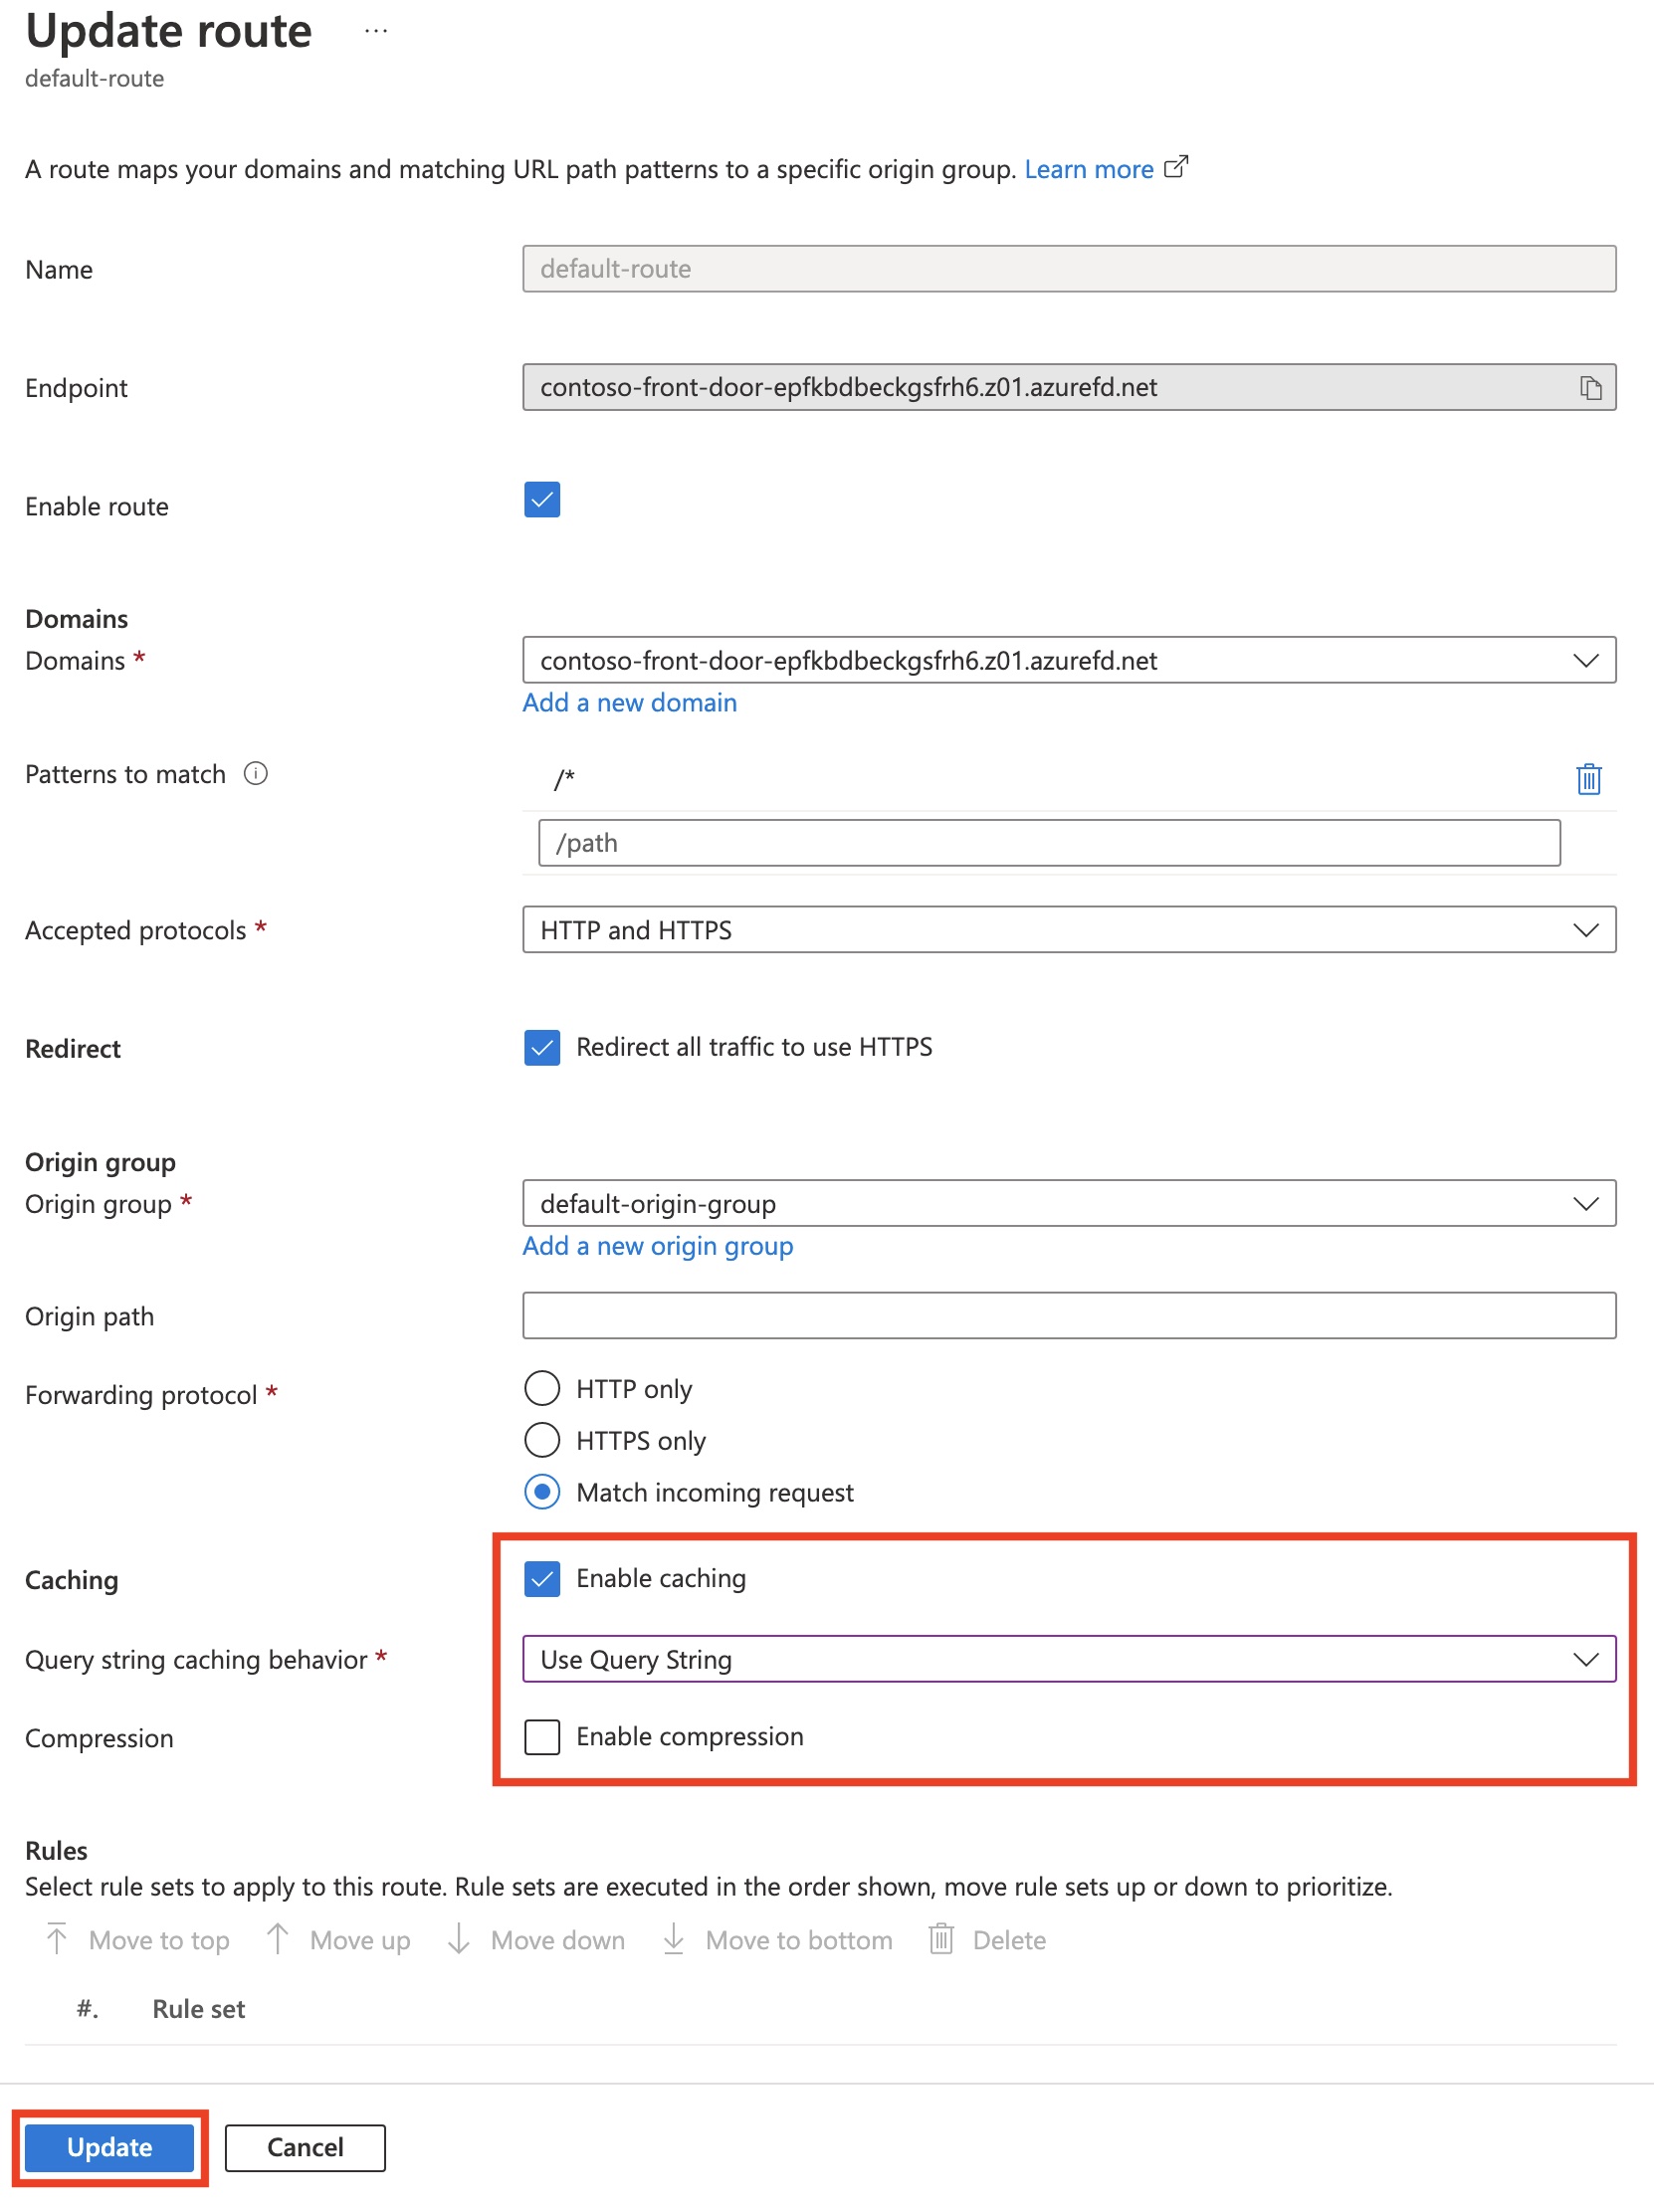 Update route ...
default-route
A route maps your domains and matching URL path patterns to a specific origin group. Learn more
Name
default-route
Endpoint
contoso-front-door-epfkbdbeckgsfrh6.z01.azurefd.net
Enable route
Domains
Domains *
contoso-front-door-epfkbdbeckgsfrh6.z01.azurefd.net
Add a new domain
Patterns to match
/*
/path
Accepted protocols *
HTTP and HTTPS
Redirect
Redirect all traffic to use HTTPS
Origin group
Origin group *
default-origin-group
Add a new origin group
Origin path
Forwarding protocol *
HTTP only
HTTPS only
Match incoming request
Caching
Enable caching
Query string caching behavior *
Use Query String
Compression
Enable compression
Rules
Select rule sets to apply to this route. Rule sets are executed in the order shown, move rule sets up or down to prioritize.
Move to top Move up Move down Move to bottom Delete
#. Rule set
Update Cancel